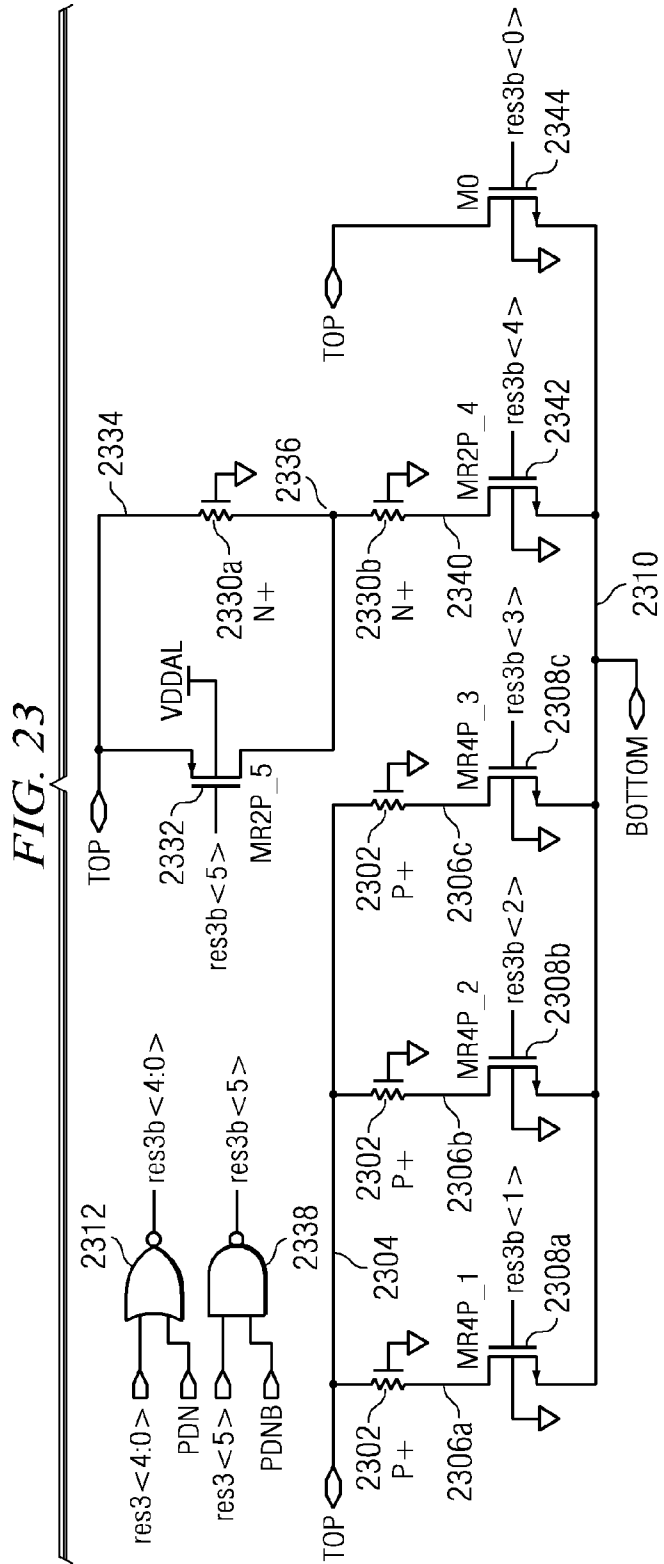 FIG. 23
res3<4:0>
PDN
2312
res3b<4:0>
res3<5>
PDNB
2338
res3b<5>
TOP
2334
2332
VDDAL
res3b<5>
MR2P_5
2330a
N+
2336
TOP
2304
2302
P+
2302
P+
2302
P+
2330b
N+
TOP
2306a
MR4P_1
res3b<1>
2308a
2306b
MR4P_2
res3b<2>
2308b
2306c
MR4P_3
res3b<3>
2308c
2340
MR2P_4
res3b<4>
2342
M0
res3b<0>
2344
2310
BOTTOM